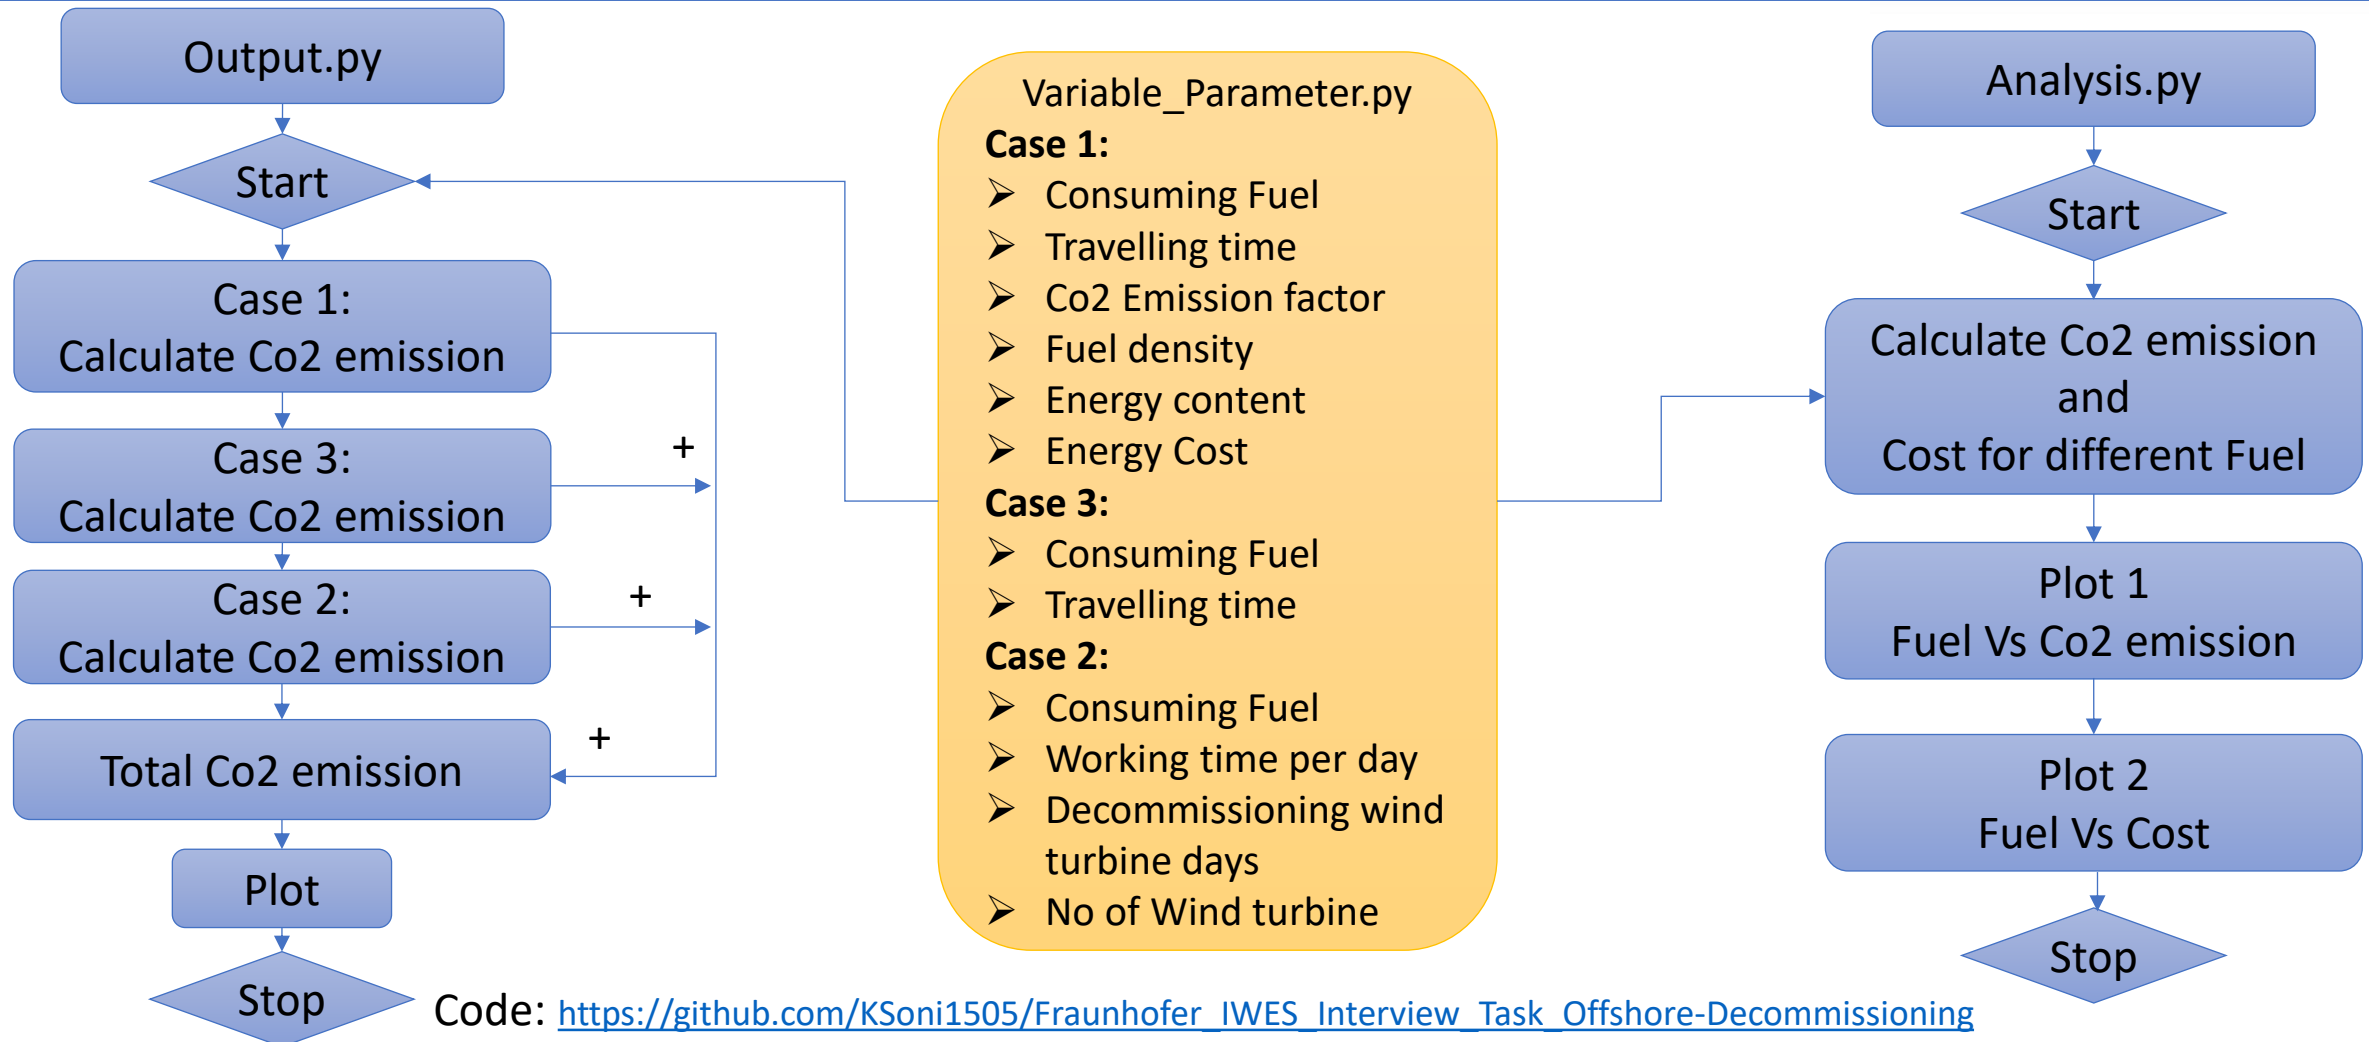 Output.py
Start
Case 1:
Calculate Co2 emission
Case 3:
Calculate Co2 emission
Case 2:
Calculate Co2 emission
Total Co2 emission
Plot
Stop
+
+
+
Variable_Parameter.py
Case 1:
➢ Consuming Fuel
➢ Travelling time
➢ Co2 Emission factor
➢ Fuel density
➢ Energy content
➢ Energy Cost
Case 3:
➢ Consuming Fuel
➢ Travelling time
Case 2:
➢ Consuming Fuel
➢ Working time per day
➢ Decommissioning wind
turbine days
➢ No of Wind turbine
Analysis.py
Start
Calculate Co2 emission
and
Cost for different Fuel
Plot 1
Fuel Vs Co2 emission
Plot 2
Fuel Vs Cost
Stop
Code: https://github.com/KSoni1505/Fraunhofer_IWES_Interview_Task_Offshore-Decommissioning